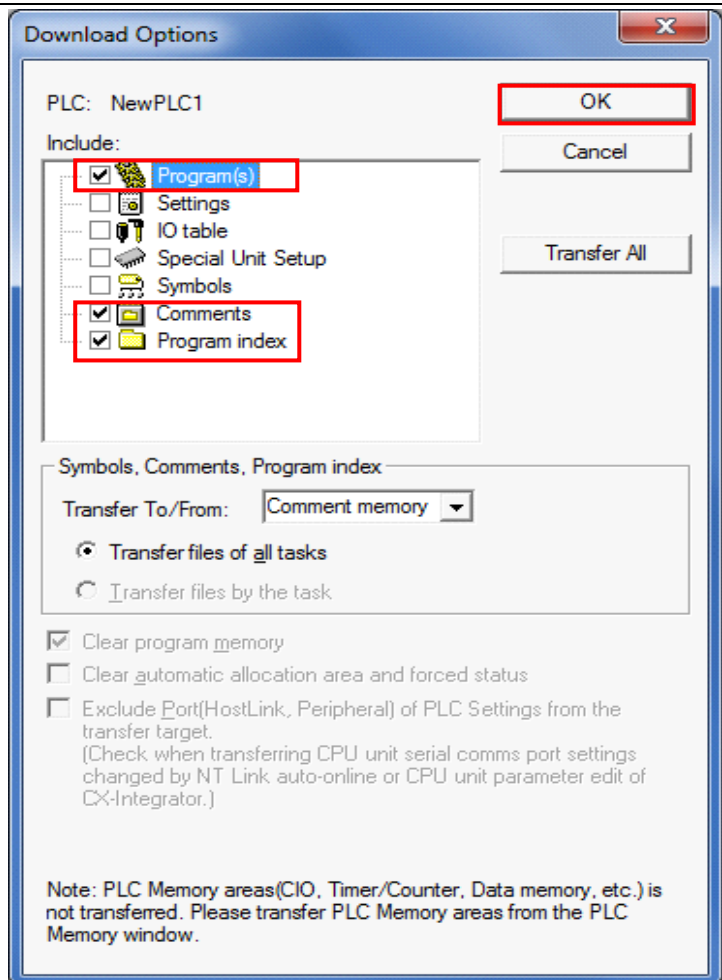 Download Options
PLC: NewPLC1
OK
Include:
Cancel
Program(s)
Settings
IO table
Transfer All
Special Unit Setup
Symbols
Comments
Program index
Symbols, Comments, Program index
Transfer To/From: Comment memory
Transfer files of all tasks
Transfer files by the task
Clear program memory
Clear automatic allocation area and forced status
Exclude Port(HostLink, Peripheral) of PLC Settings from the
transfer target.
(Check when transferring CPU unit serial comms port settings
changed by NT Link auto-online or CPU unit parameter edit of
CX-Integrator.)
Note: PLC Memory areas(CIO, Timer/Counter, Data memory, etc.) is
not transferred. Please transfer PLC Memory areas from the PLC
Memory window.